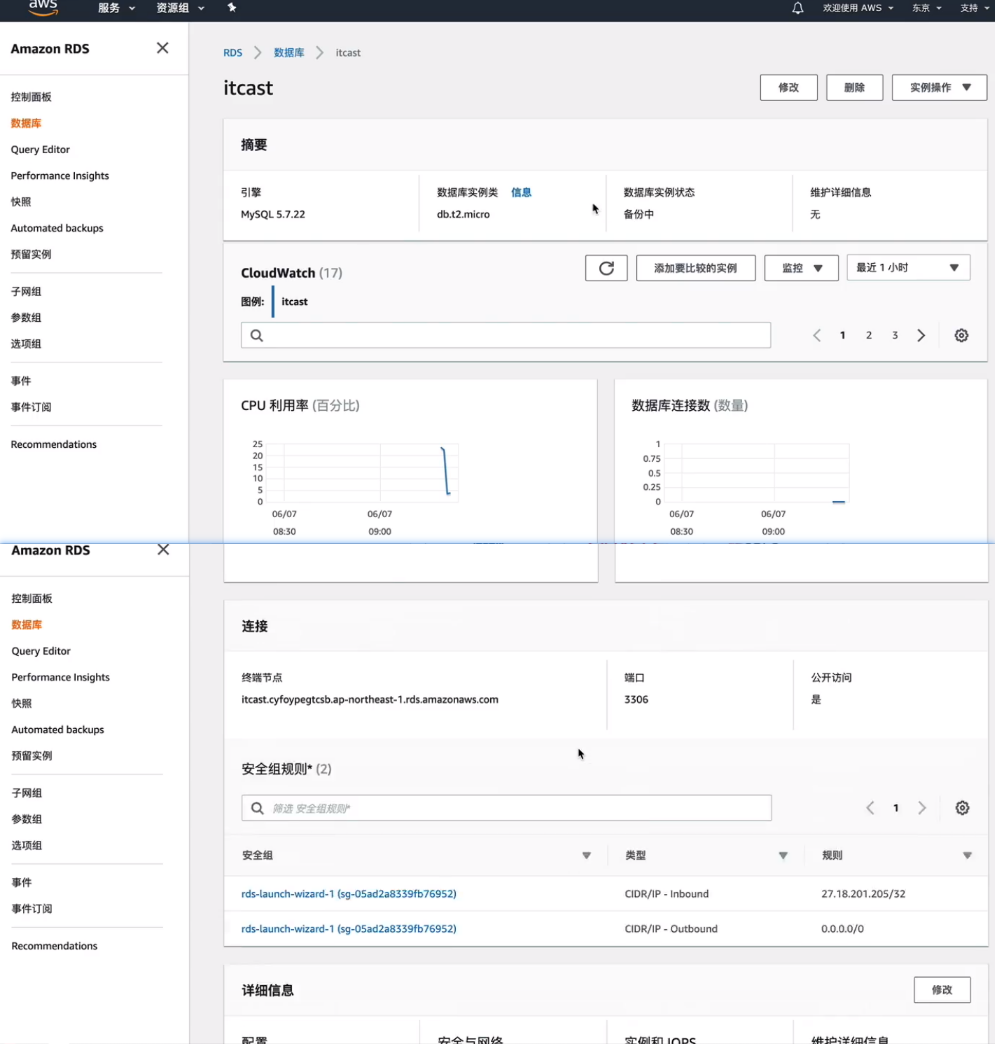 aws 服务 资源组 欢迎使用 AWS 东京 支持
Amazon RDS
控制面板
数据库
Query Editor
Performance Insights
快照
Automated backups
预留实例
子网组
参数组
选项组
事件
事件订阅
Recommendations
RDS 数据库 itcast
itcast 修改 删除 实例操作
摘要
引擎 数据库实例类 信息 数据库实例状态 维护详细信息
MySQL 5.7.22 db.t2.micro 备份中 无
CloudWatch (17) 添加要比较的实例 监控 最近 1 小时
图例: itcast
1 2 3
CPU 利用率 (百分比)
25
20
15
10
5
0
06/07 06/07
08:30 09:00
数据库连接数 (数量)
1
0.75
0.5
0.25
0
06/07 06/07
08:30 09:00
Amazon RDS
控制面板
数据库
Query Editor
Performance Insights
快照
Automated backups
预留实例
子网组
参数组
选项组
事件
事件订阅
Recommendations
连接
终端节点 端口 公开访问
itcast.cyfoypegtcsb.ap-northeast-1.rds.amazonaws.com 3306 是
安全组规则* (2)
筛选 安全组规则* 1
安全组 类型 规则
rds-launch-wizard-1 (sg-05ad2a8339fb76952) CIDR/IP - Inbound 27.18.201.205/32
rds-launch-wizard-1 (sg-05ad2a8339fb76952) CIDR/IP - Outbound 0.0.0.0/0
详细信息 修改
配置 安全与网络 实例和 IOPS 维护详细信息